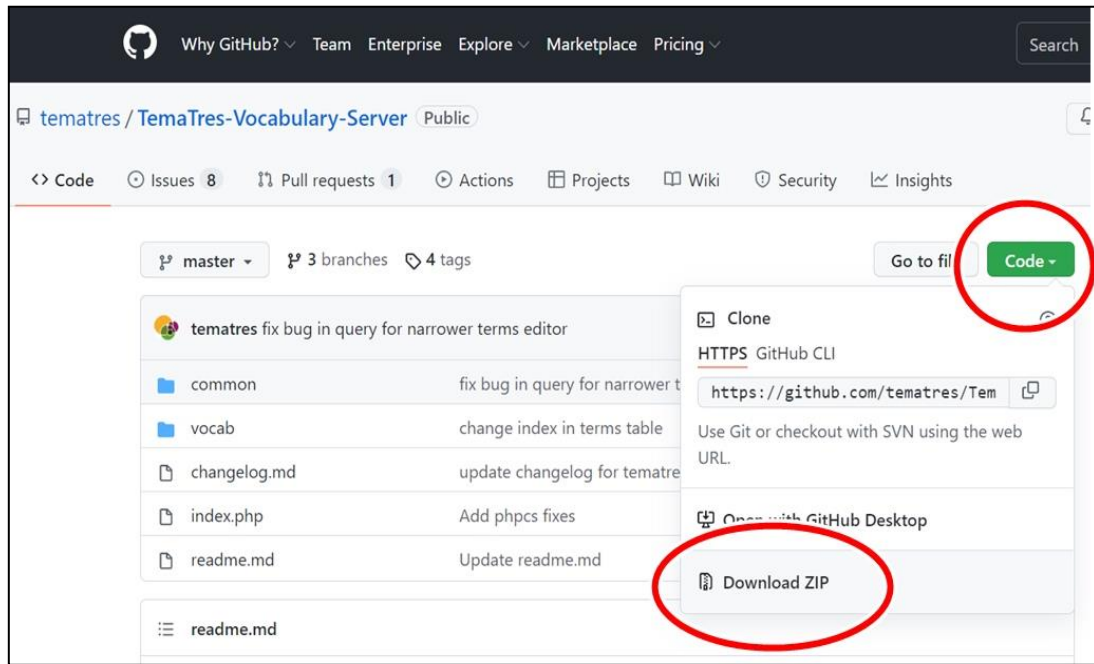 Why GitHub? Team Enterprise Explore Marketplace Pricing Search
tematres / TemaTres-Vocabulary-Server Public
<> Code Issues 8 Pull requests 1 Actions Projects Wiki Security Insights
master 3 branches 4 tags Go to fil Code
tematres fix bug in query for narrower terms editor
common fix bug in query for narrower t
vocab change index in terms table
changelog.md update changelog for tematre
index.php Add phpcs fixes
readme.md Update readme.md
readme.md
Clone
HTTPS GitHub CLI
https://github.com/tematres/Tem
Use Git or checkout with SVN using the web
URL.
Open with GitHub Desktop
Download ZIP